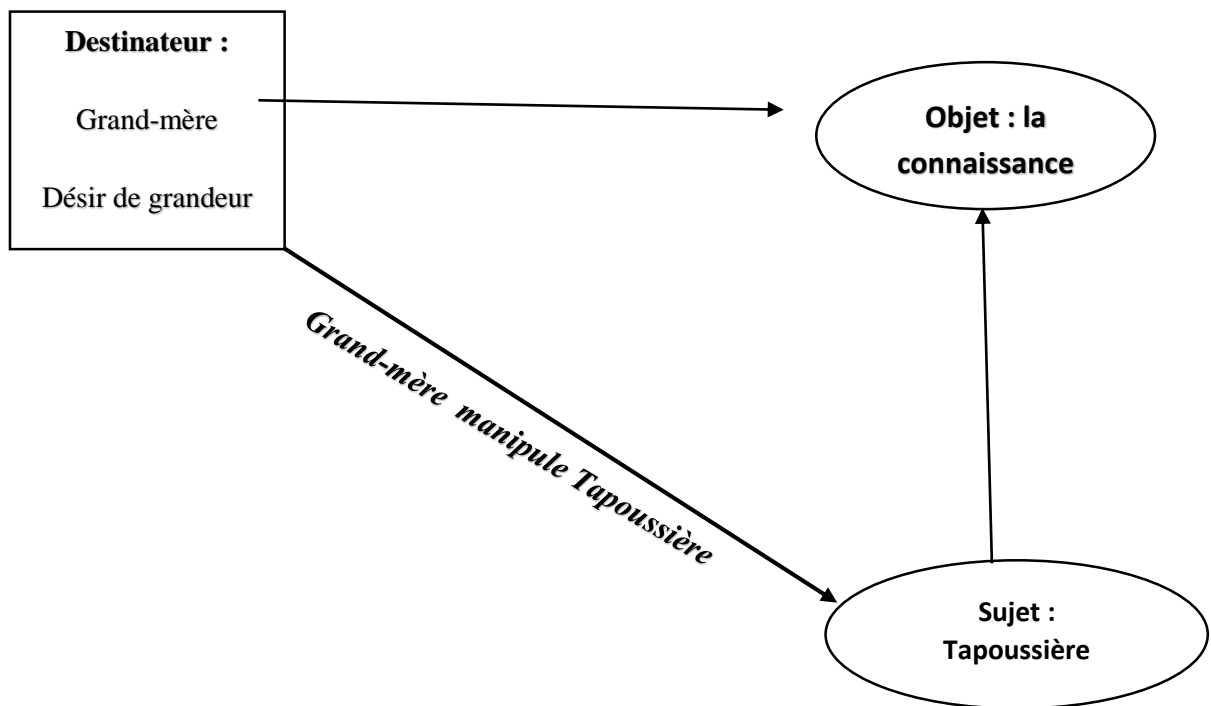 Destinateur :
Grand-mère
Désir de grandeur
Objet : la
connaissance
Grand-mère manipule Tapoussière
Sujet :
Tapoussière